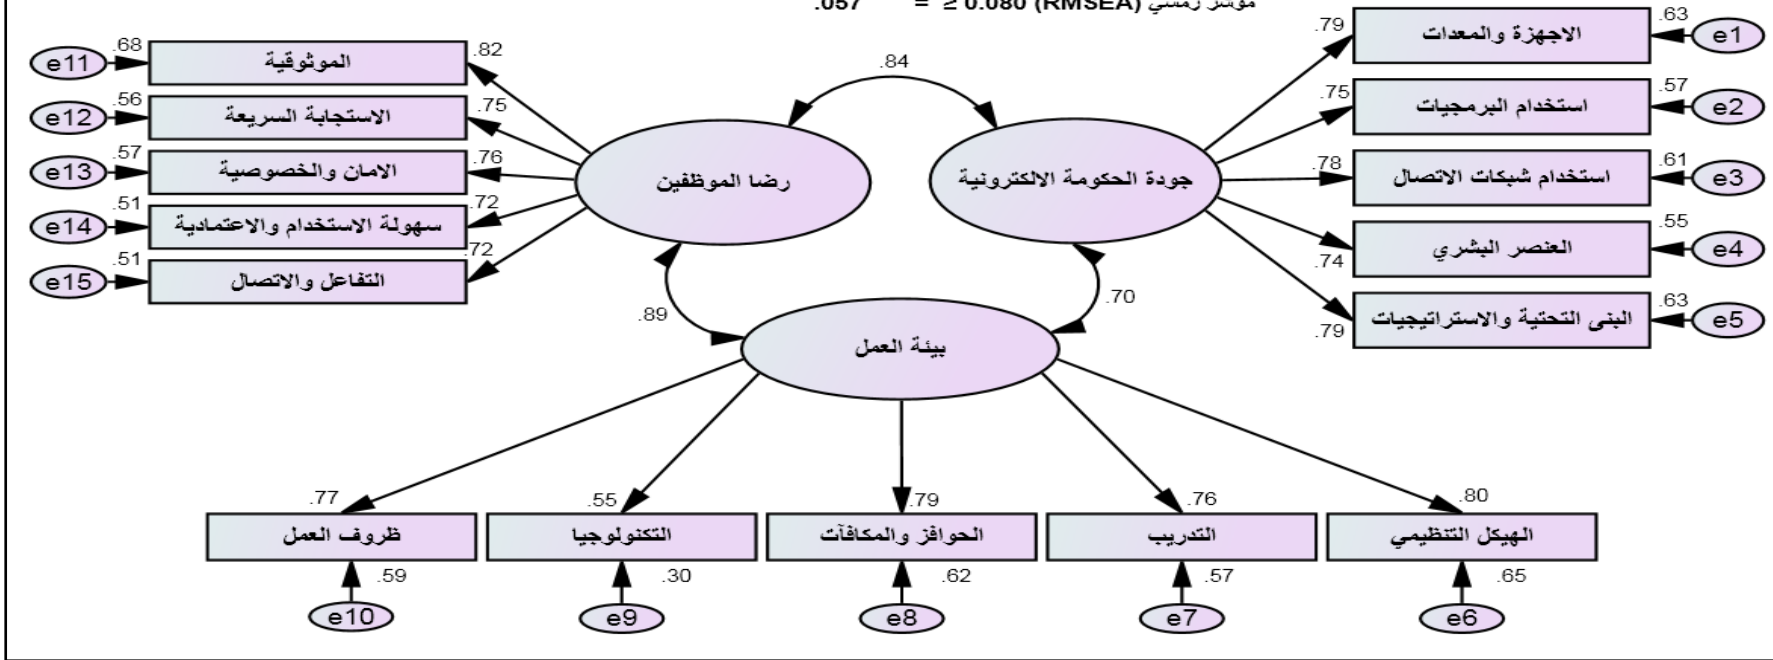 مؤشر رمسي (RMSEA) 0.080 ≤ = .057
.63
.79
الاجهزة والمعدات
e1
.57
.75
استخدام البرمجيات
e2
.61
.78
استخدام شبكات الاتصال
e3
.55
.74
العنصر البشري
e4
.63
.79
البنى التحتية والاستراتيجيات
e5
.84
جودة الحكومة الالكترونية
رضا الموظفين
.82
.68
الموثوقية
e11
.75
.56
الاستجابة السريعة
e12
.76
.57
الامان والخصوصية
e13
.72
.51
سهولة الاستخدام والاعتمادية
e14
.72
.51
التفاعل والاتصال
e15
.70
.89
بيئة العمل
.80
الهيكل التنظيمي
.65
e6
.76
التدريب
.57
e7
.79
الحوافز والمكافآت
.62
e8
.55
التكنولوجيا
.30
e9
.77
ظروف العمل
.59
e10